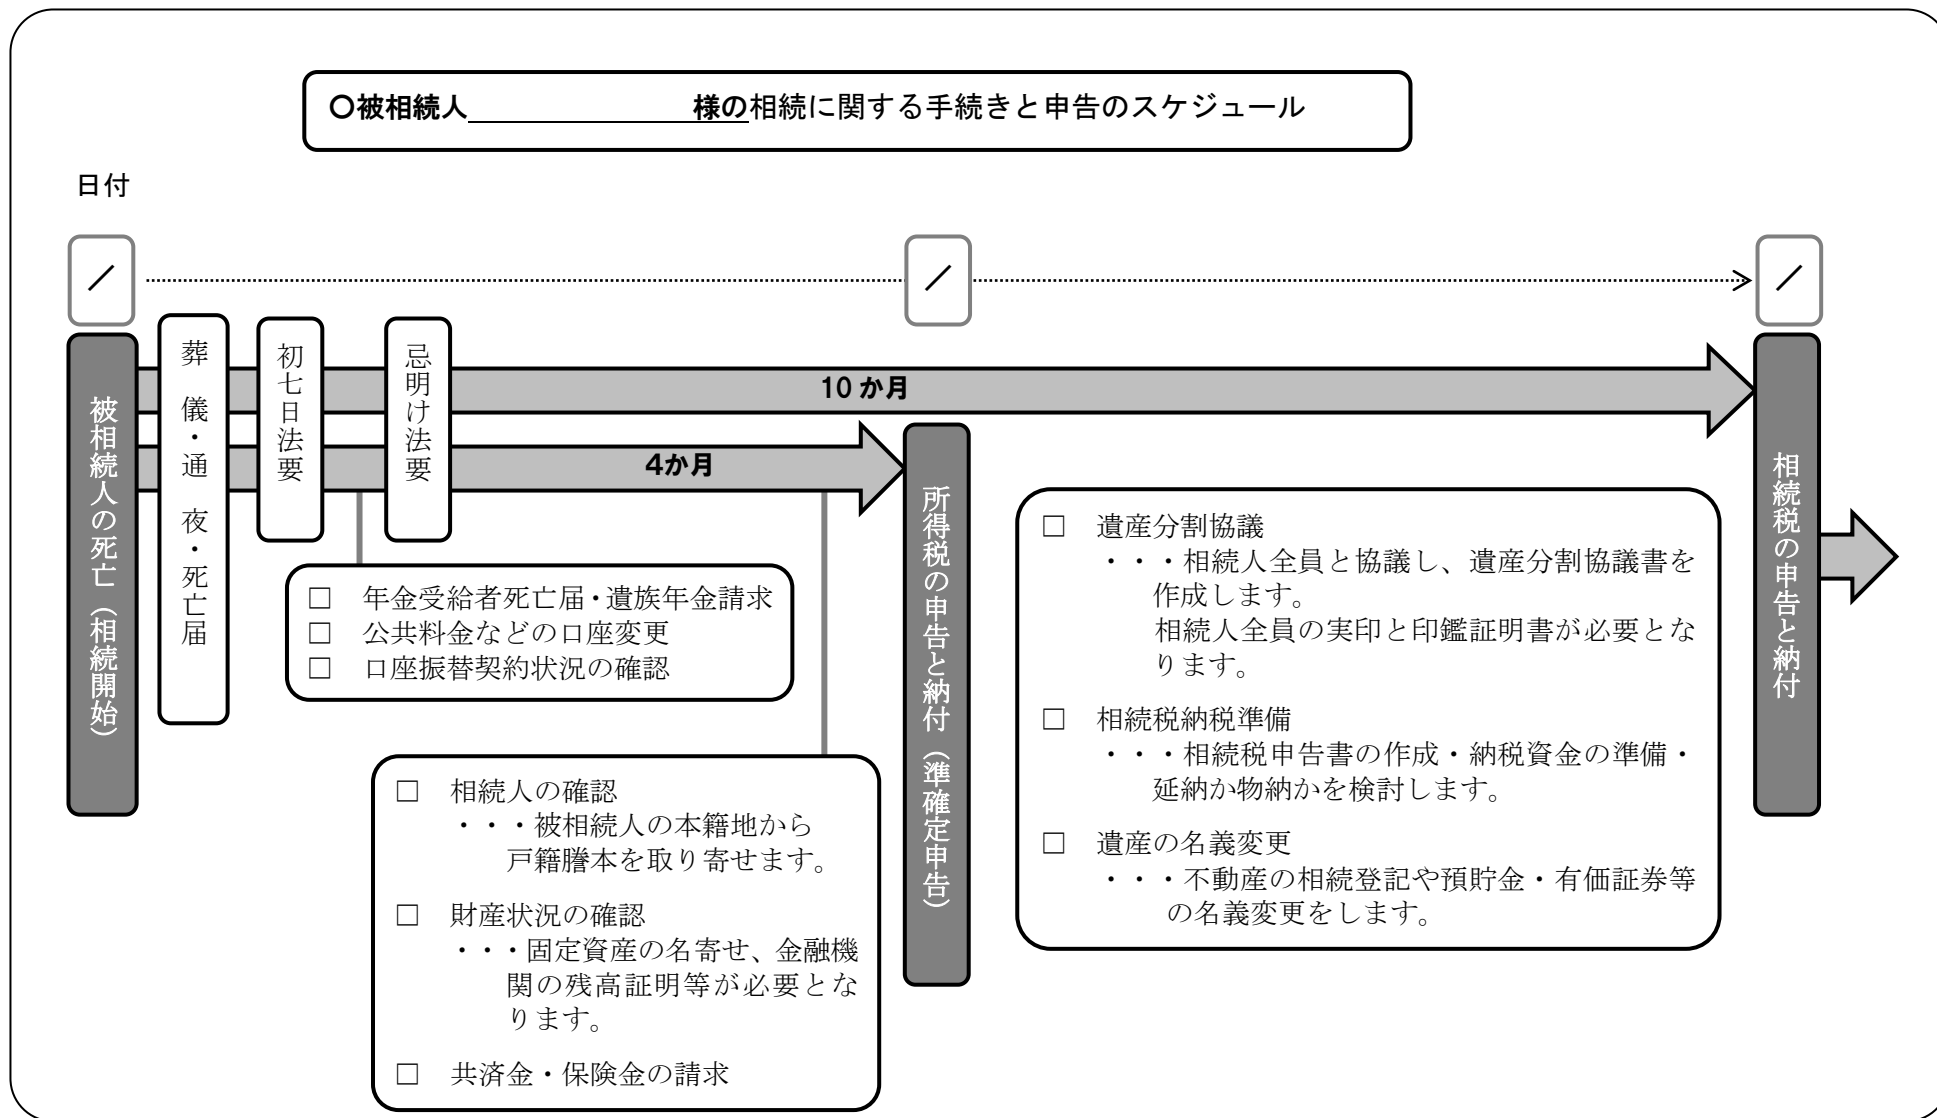 ○被相続人　　　　　　　様の相続に関する手続きと申告のスケジュール
日付
／
／
／
被相続人の死亡（相続開始）
葬　儀・通　夜・死亡届
初七日法要
忌明け法要
10か月
4か月
□　年金受給者死亡届・遺族年金請求
□　公共料金などの口座変更
□　口座振替契約状況の確認
□　相続人の確認
・・・被相続人の本籍地から
戸籍謄本を取り寄せます。
□　財産状況の確認
・・・固定資産の名寄せ、金融機
関の残高証明等が必要とな
ります。
□　共済金・保険金の請求
所得税の申告と納付（準確定申告）
□　遺産分割協議
・・・相続人全員と協議し、遺産分割協議書を
作成します。
相続人全員の実印と印鑑証明書が必要とな
ります。
□　相続税納税準備
・・・相続税申告書の作成・納税資金の準備・
延納か物納かを検討します。
□　遺産の名義変更
・・・不動産の相続登記や預貯金・有価証券等
の名義変更をします。
相続税の申告と納付